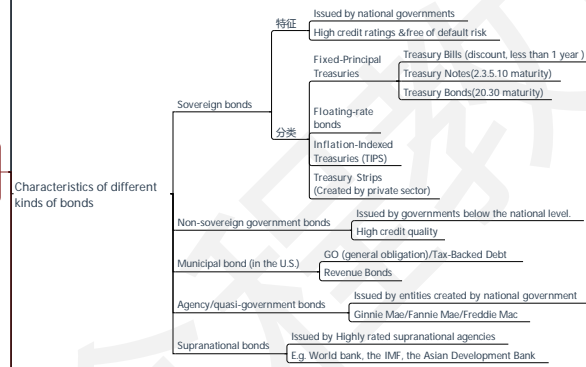 Characteristics of different
kinds of bonds
Sovereign bonds
特征
Issued by national governments
High credit ratings &free of default risk
分类
Fixed-Principal
Treasuries
Treasury Bills (discount, less than 1 year )
Treasury Notes(2.3.5.10 maturity)
Treasury Bonds(20.30 maturity)
Floating-rate
bonds
Inflation-Indexed
Treasuries (TIPS)
Treasury Strips
(Created by private sector)
Non-sovereign government bonds
Issued by governments below the national level.
High credit quality
Municipal bond (in the U.S.)
GO (general obligation)/Tax-Backed Debt
Revenue Bonds
Agency/quasi-government bonds
Issued by entities created by national government
Ginnie Mae/Fannie Mae/Freddie Mac
Supranational bonds
Issued by Highly rated supranational agencies
E.g. World bank, the IMF, the Asian Development Bank